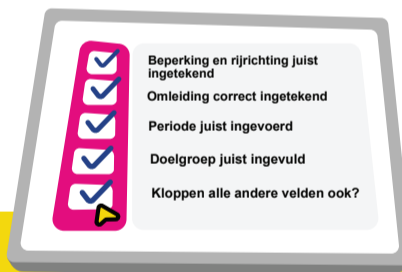 Beperking en rijrichting juist
ingetekend
Omleiding correct ingetekend
Periode juist ingevoerd
Doelgroep juist ingevuld
Kloppen alle andere velden ook?